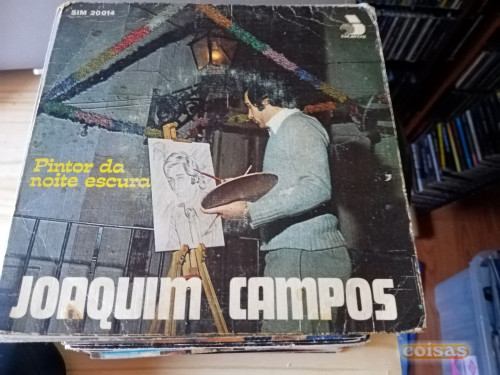 SIM 20014
Pintor da
noite escura
JOAQUIM CAMPOS
coisas